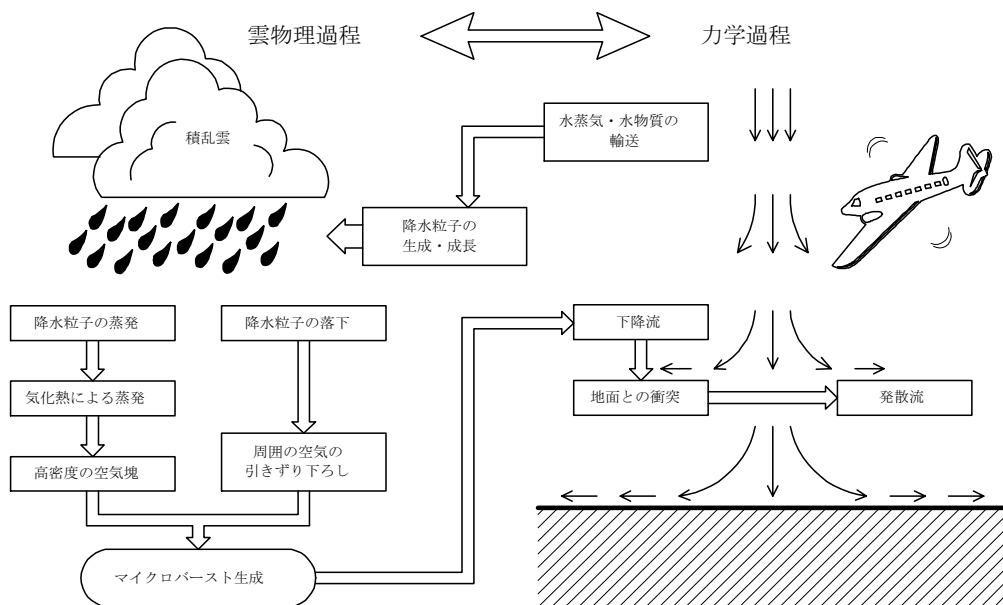 雲物理過程
力学過程
積乱雲
水蒸気・水物質の
輸送
降水粒子の
生成・成長
降水粒子の蒸発
降水粒子の落下
下降流
気化熱による蒸発
地面との衝突
発散流
高密度の空気塊
周囲の空気の
引きずり下ろし
マイクロバースト生成